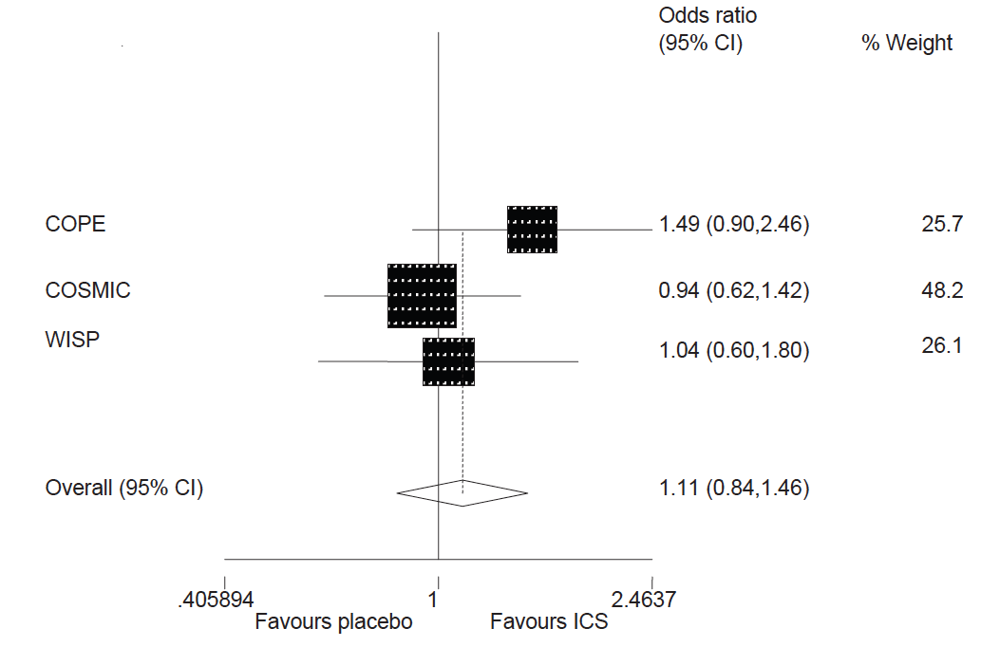 Odds ratio
(95% CI) % Weight
COPE 1.49 (0.90,2.46) 25.7
COSMIC 0.94 (0.62,1.42) 48.2
WISP 1.04 (0.60,1.80) 26.1
Overall (95% CI) 1.11 (0.84,1.46)
.405894 1 2.4637
Favours placebo Favours ICS